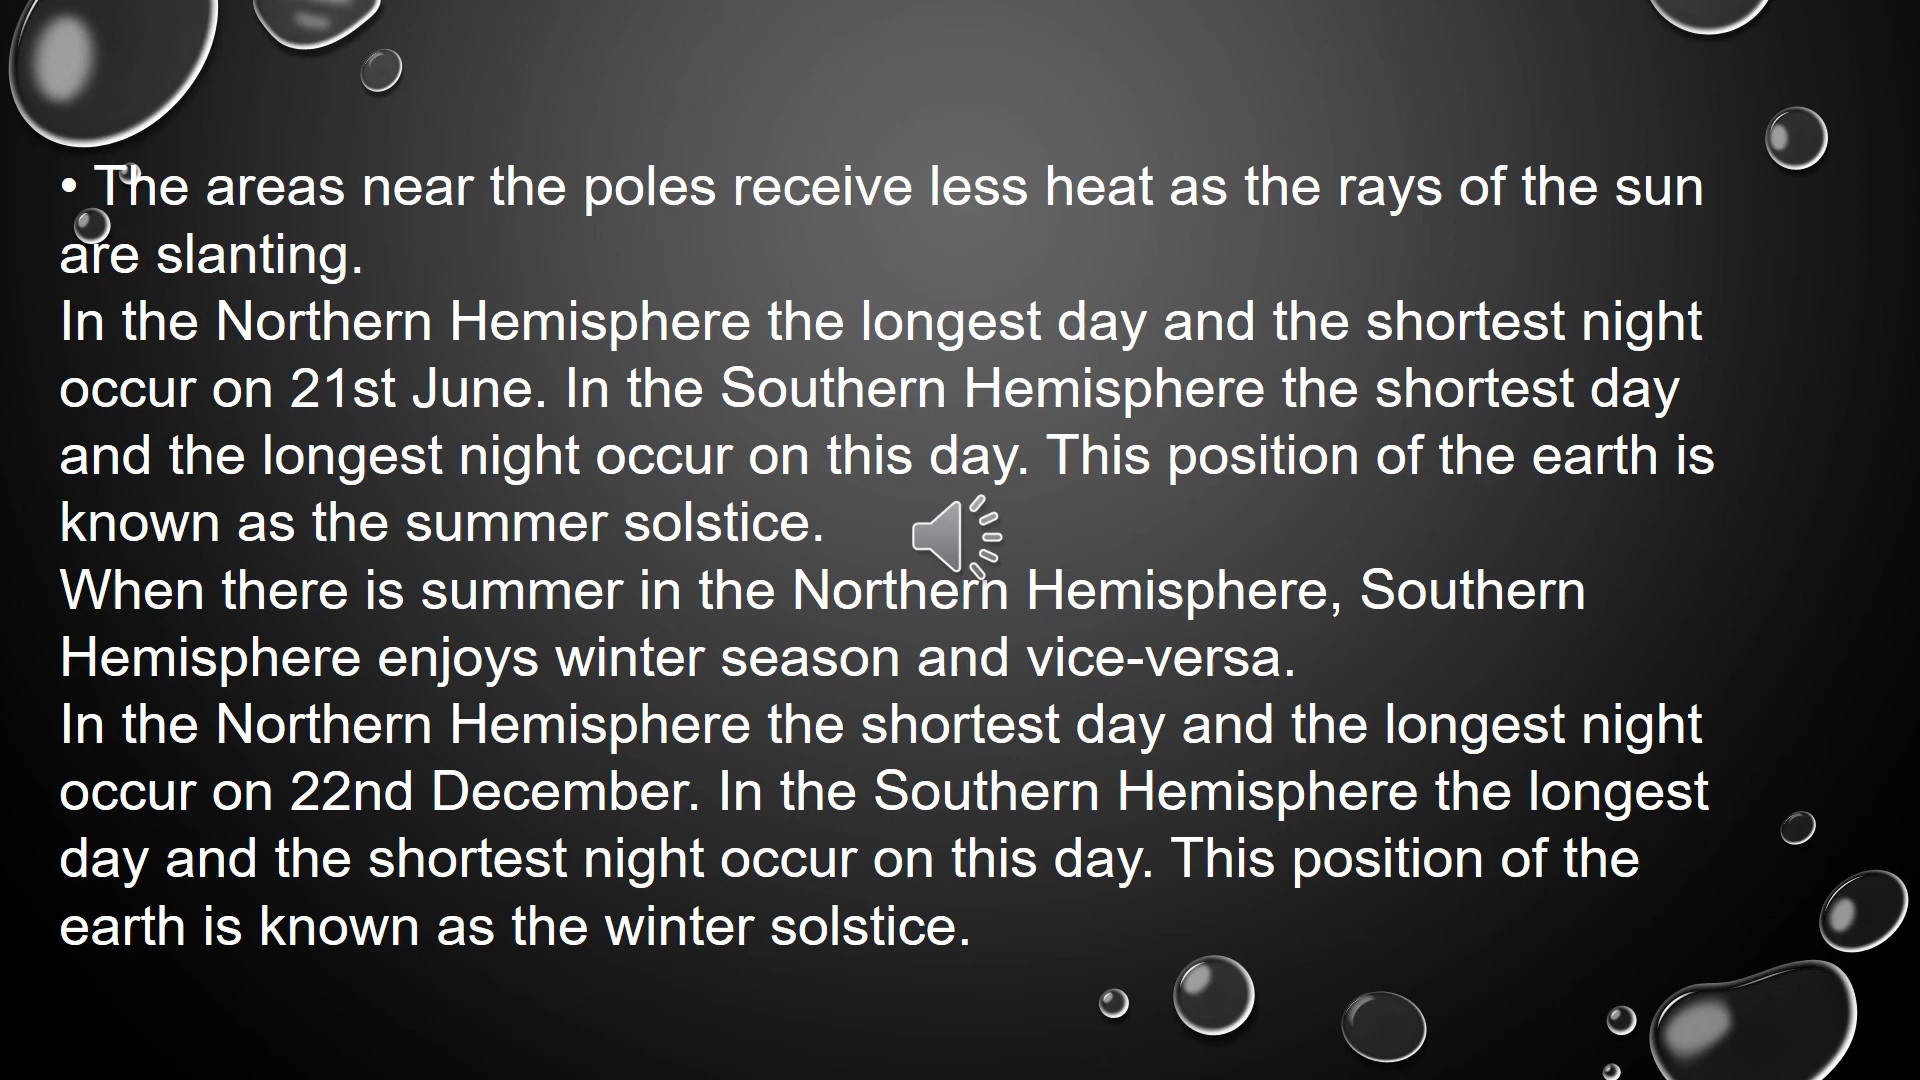 • The areas near the poles receive less heat as the rays of the sun
are slanting.
In the Northern Hemisphere the longest day and the shortest night
occur on 21st June. In the Southern Hemisphere the shortest day
and the longest night occur on this day. This position of the earth is
known as the summer solstice.
When there is summer in the Northern Hemisphere, Southern
Hemisphere enjoys winter season and vice-versa.
In the Northern Hemisphere the shortest day and the longest night
occur on 22nd December. In the Southern Hemisphere the longest
day and the shortest night occur on this day. This position of the
earth is known as the winter solstice.